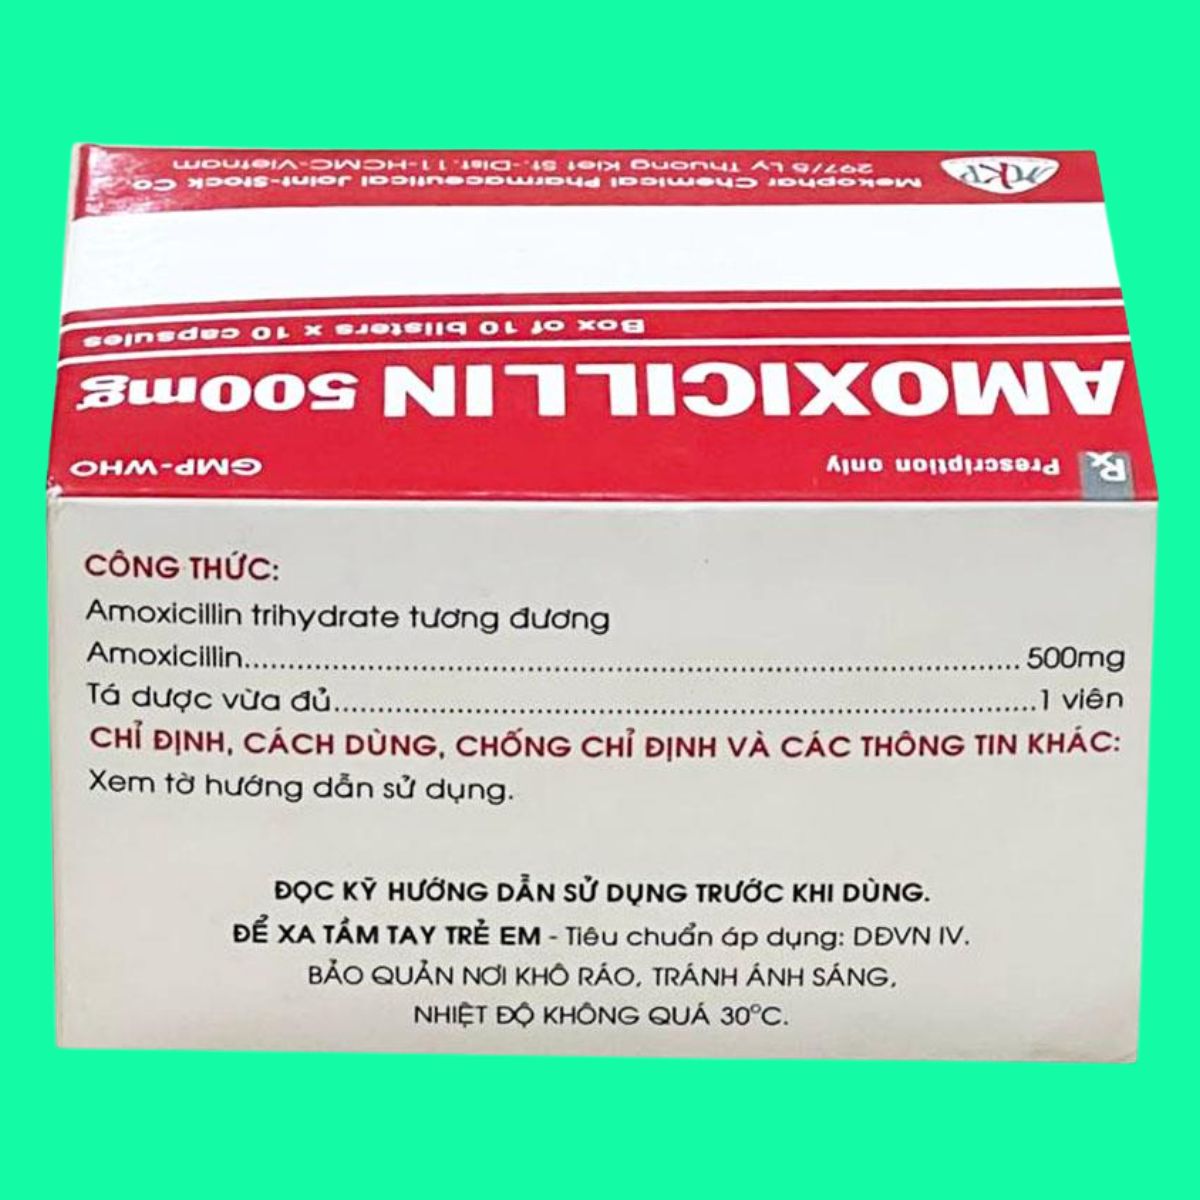 MKP
Mekophar Chemical Pharmaceutical Joint-Stock Co
297/5 Ly Thuong Kiet St.-Dist.11-HCMC-Vietnam
Rx Prescription only
GMP-WHO
AMOXICILLIN 500mg
Box of 10 blisters x 10 capsules
CÔNG THỨC:
Amoxicillin trihydrate tương đương
Amoxicillin........................................................................................ 500mg
Tá dược vừa đủ................................................................................1 viên
CHỈ ĐỊNH, CÁCH DÙNG, CHỐNG CHỈ ĐỊNH VÀ CÁC THÔNG TIN KHÁC:
Xem tờ hướng dẫn sử dụng.
ĐỌC KỸ HƯỚNG DẪN SỬ DỤNG TRƯỚC KHI DÙNG.
ĐỂ XA TẦM TAY TRẺ EM - Tiêu chuẩn áp dụng: DĐVN IV.
BẢO QUẢN NƠI KHÔ RÁO, TRÁNH ÁNH SÁNG,
NHIỆT ĐỘ KHÔNG QUÁ 30°C.